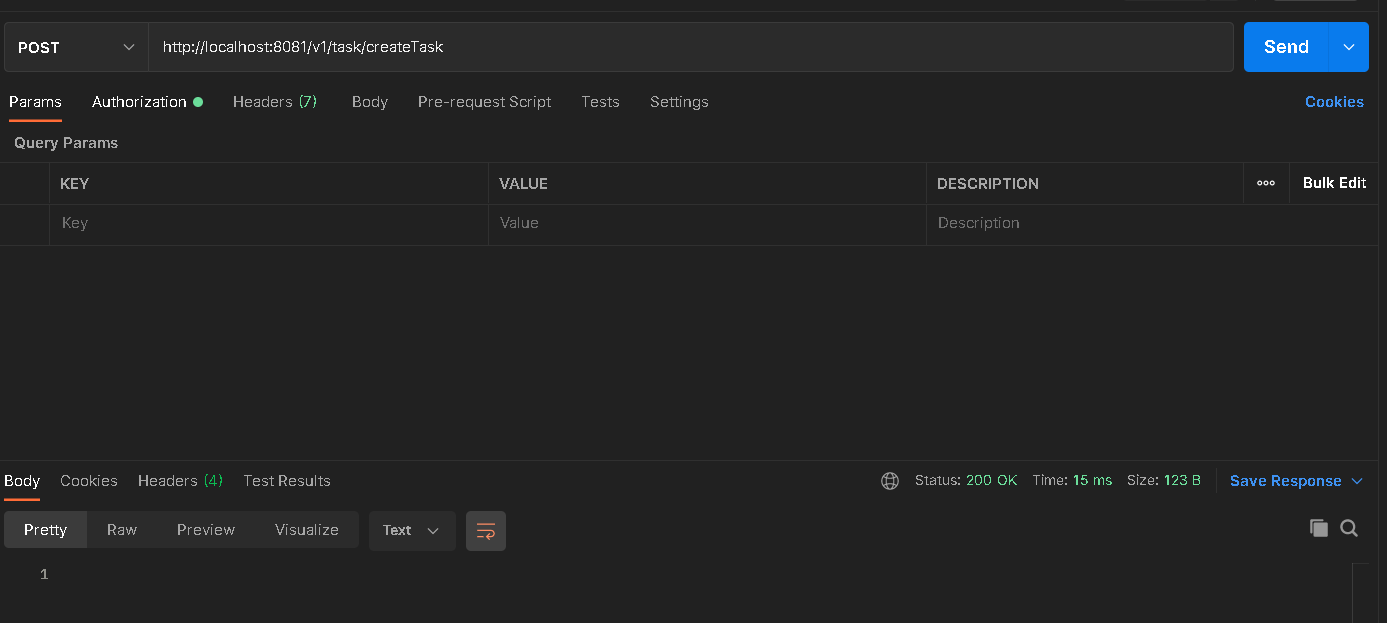 POST http://localhost:8081/v1/task/createTask Send
Params Authorization Headers (7) Body Pre-request Script Tests Settings Cookies
Query Params
KEY VALUE DESCRIPTION Bulk Edit
Key Value Description
Body Cookies Headers (4) Test Results Status: 200 OK Time: 15 ms Size: 123 B Save Response
Pretty Raw Preview Visualize Text
1